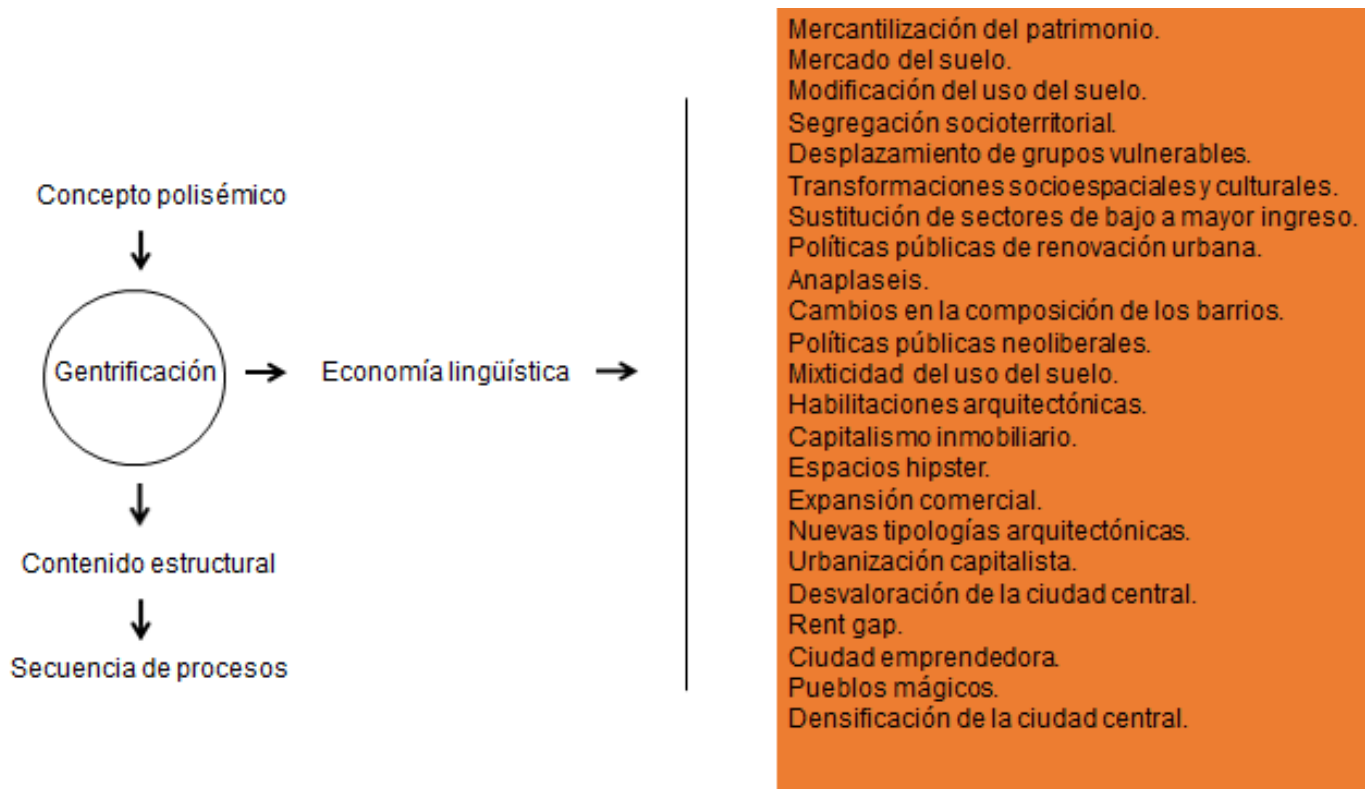 Concepto polisémico
Gentrificación
Economía lingüística
Contenido estructural
Secuencia de procesos
Mercantilización del patrimonio.
Mercado del suelo.
Modificación del uso del suelo.
Segregación socioterritorial.
Desplazamiento de grupos vulnerables.
Transformaciones socioespaciales y culturales.
Sustitución de sectores de bajo a mayor ingreso.
Políticas públicas de renovación urbana.
Anaplaseis.
Cambios en la composición de los barrios.
Políticas públicas neoliberales.
Mixticidad del uso del suelo.
Habilitaciones arquitectónicas.
Capitalismo inmobiliario.
Espacios hipster.
Expansión comercial.
Nuevas tipologías arquitectónicas.
Urbanización capitalista.
Desvaloración de la ciudad central.
Rent gap.
Ciudad emprendedora.
Pueblos mágicos.
Densificación de la ciudad central.